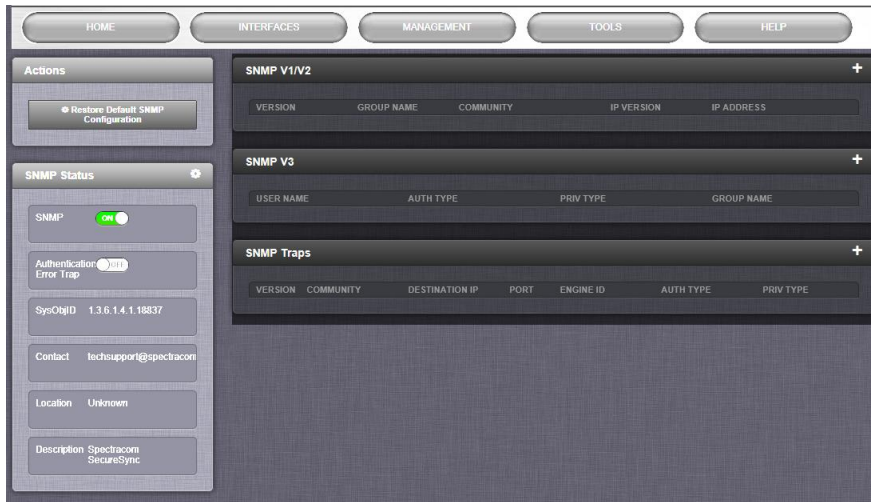 HOME INTERFACES MANAGEMENT TOOLS HELP
Actions
Restore Default SNMP
Configuration
SNMP Status
SNMP ON
Authentication OFF
Error Trap
SysObjID 1.3.6.1.4.1.18837
Contact techsupport@spectracom
Location Unknown
Description Spectracom
SecureSync
SNMP V1/V2 +
VERSION GROUP NAME COMMUNITY IP VERSION IP ADDRESS
SNMP V3 +
USER NAME AUTH TYPE PRIV TYPE GROUP NAME
SNMP Traps +
VERSION COMMUNITY DESTINATION IP PORT ENGINE ID AUTH TYPE PRIV TYPE